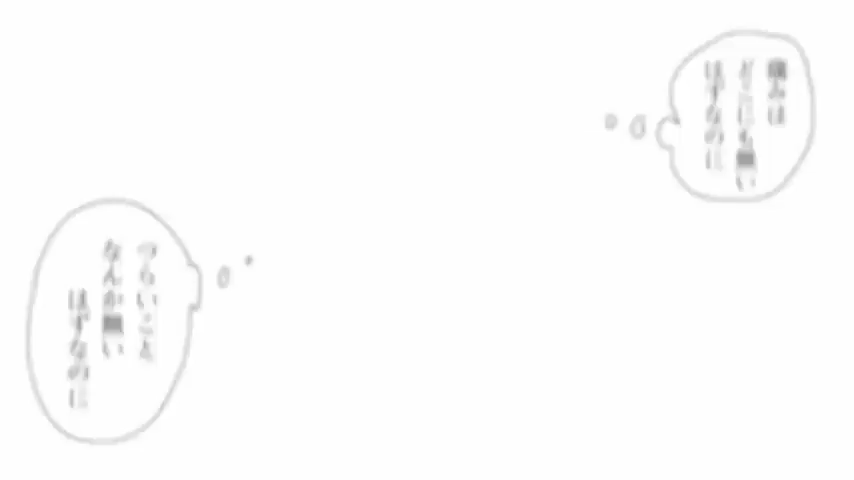 痛みは
どこにも無い
はずなのに
つらいこと
なんか無い
はずなのに